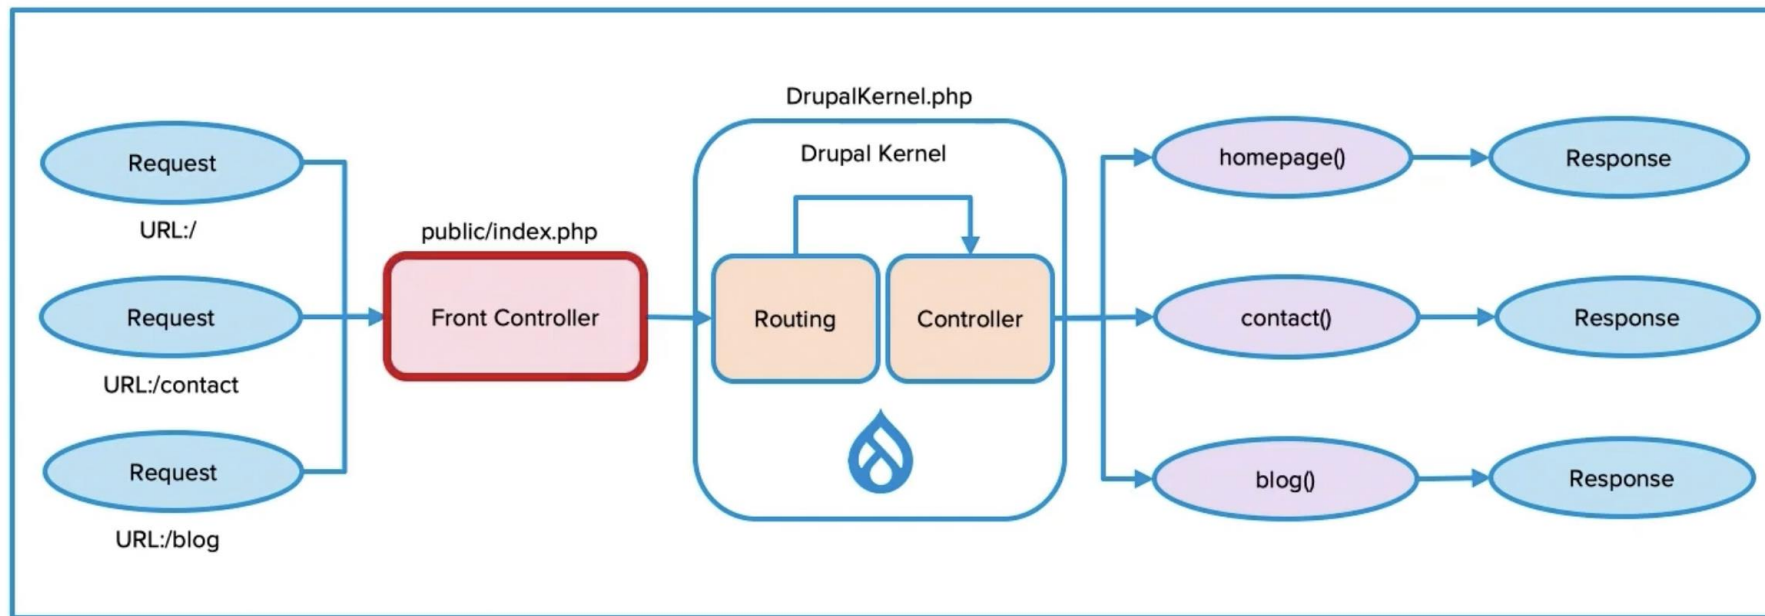 Request
URL:/
Request
URL:/contact
Request
URL:/blog
public/index.php
Front Controller
DrupalKernel.php
Drupal Kernel
Routing
Controller
homepage()
Response
contact()
Response
blog()
Response